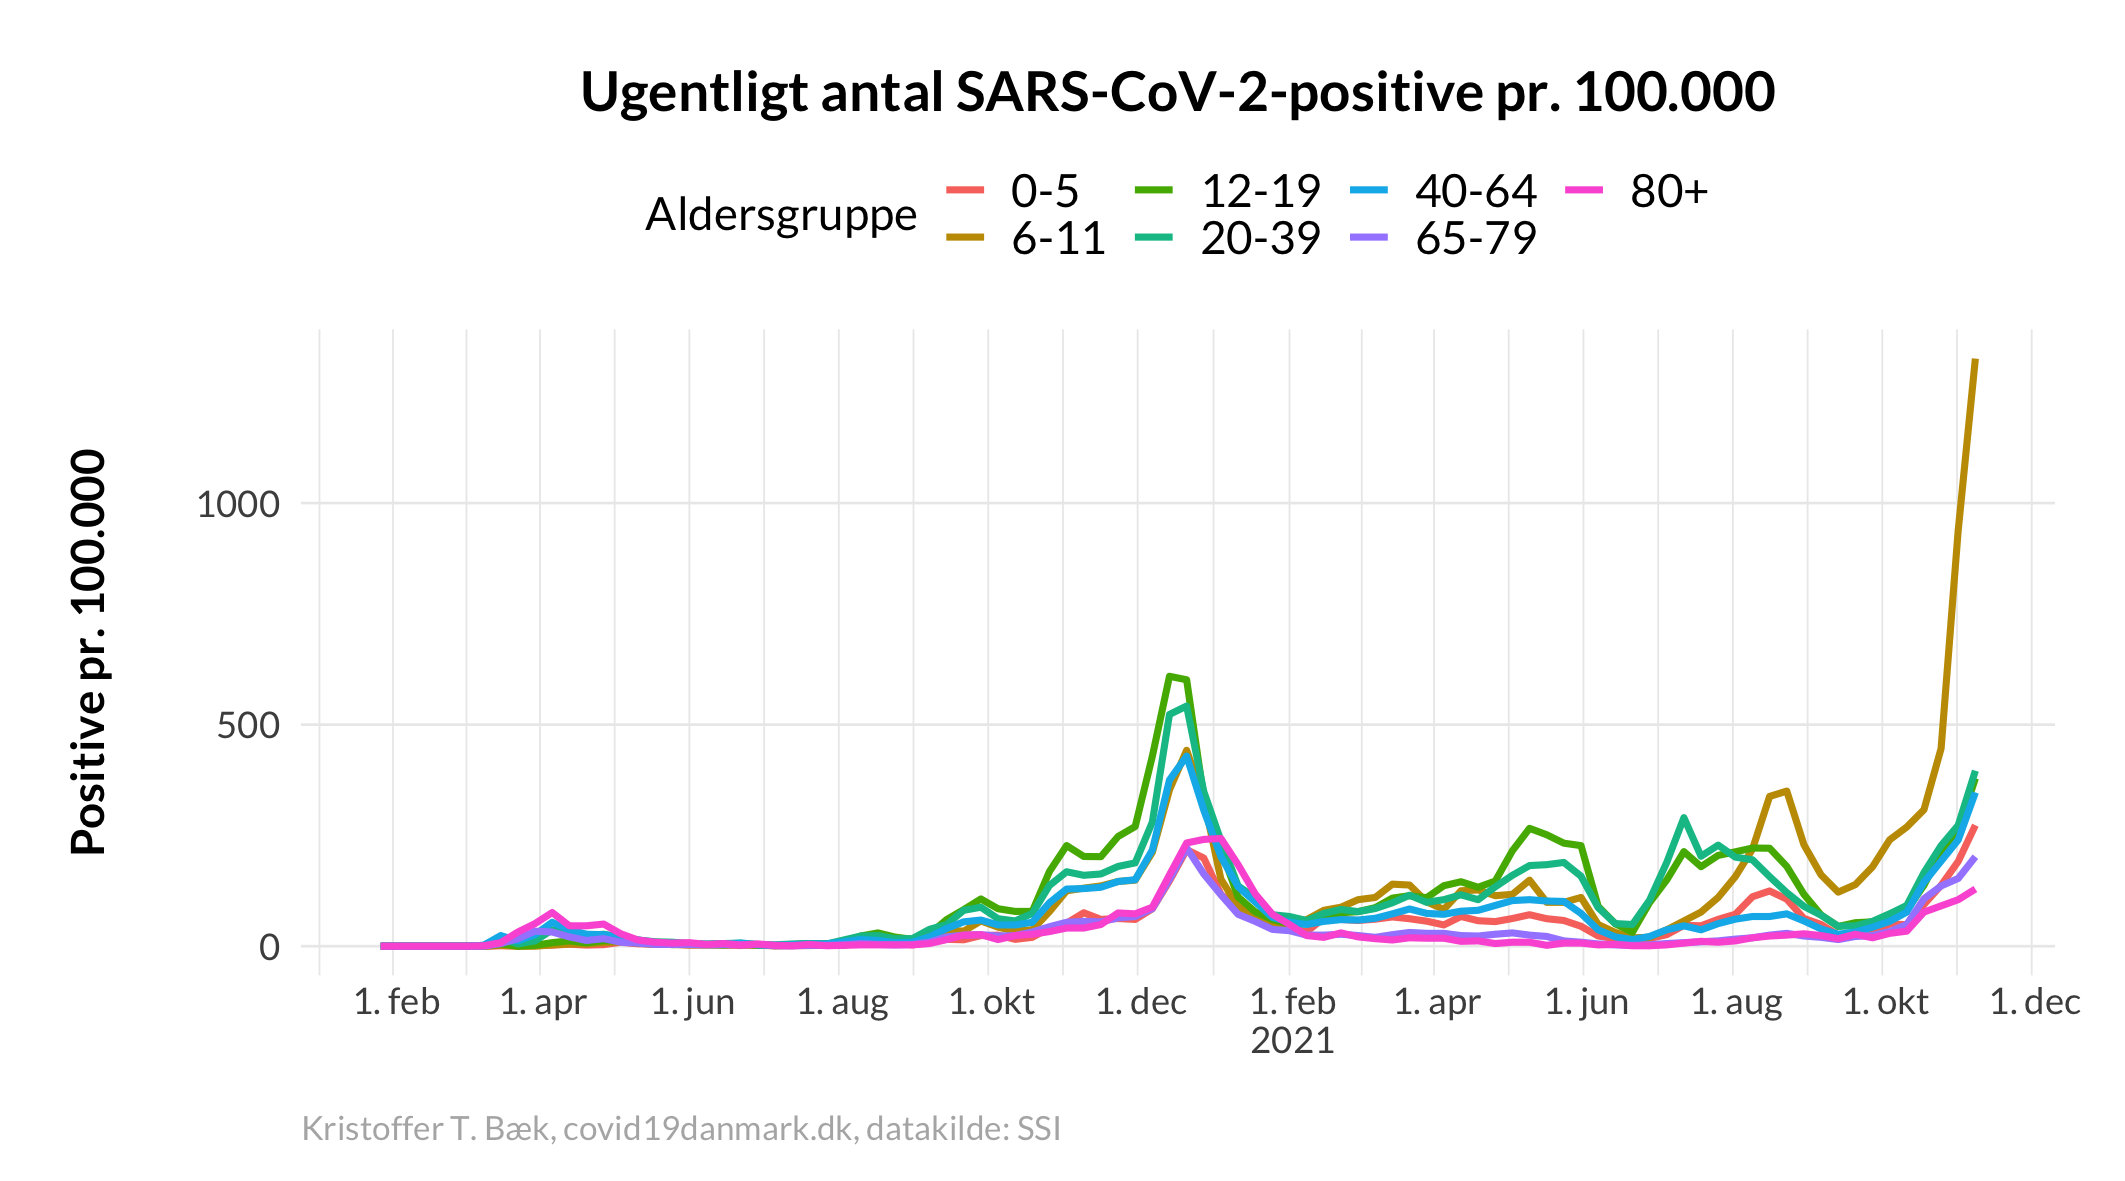 Ugentligt antal SARS-CoV-2-positive pr. 100.000
Aldersgruppe
0-5 12-19 40-64 80+
6-11 20-39 65-79
Positive pr. 100.000
1000
500
0
1. feb 1. apr 1. jun 1. aug 1. okt 1. dec 1. feb 1. apr 1. jun 1. aug 1. okt 1. dec
2021
Kristoffer T. Bæk, covid19danmark.dk, datakilde: SSI